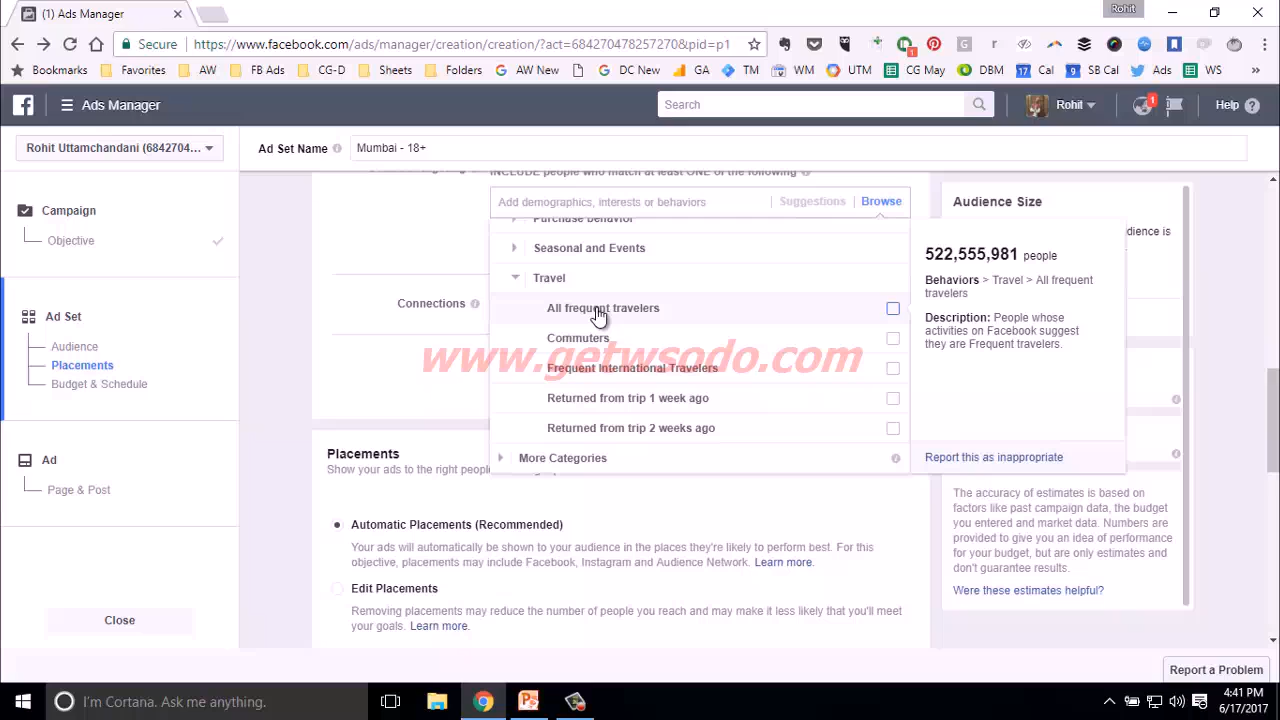 (1) Ads Manager
Rohit
Secure
https://www.facebook.com/ads/manager/creation/creation/?act=684270478257270&pid=p1
Bookmarks
Favorites
AW
FB Ads
CG-D
Sheets
Folders
AW New
DC New
GA
TM
WM
UTM
CG May
DBM
Cal
SB Cal
Ads
WS
Ads Manager
Search
Rohit
1
Help
Rohit Uttamchandani (6842704...
Ad Set Name
Mumbai - 18+
Campaign
Objective
Ad Set
Audience
Placements
Budget & Schedule
Ad
Page & Post
Close
INCLUDE people who match at least ONE of the following
Add demographics, interests or behaviors
Suggestions
Browse
Purchase behavior
Seasonal and Events
Travel
All frequent travelers
Connections
Commuters
Frequent International Travelers
Returned from trip 1 week ago
Returned from trip 2 weeks ago
More Categories
www.getwsodo.com
Audience Size
dience is
522,555,981 people
Behaviors > Travel > All frequent
travelers
Description: People whose
activities on Facebook suggest
they are Frequent travelers.
Report this as inappropriate
Placements
Show your ads to the right people
Automatic Placements (Recommended)
Your ads will automatically be shown to your audience in the places they're likely to perform best. For this
objective, placements may include Facebook, Instagram and Audience Network. Learn more.
Edit Placements
Removing placements may reduce the number of people you reach and may make it less likely that you'll meet
your goals. Learn more.
The accuracy of estimates is based on
factors like past campaign data, the budget
you entered and market data. Numbers are
provided to give you an idea of performance
for your budget, but are only estimates and
don't guarantee results.
Were these estimates helpful?
Report a Problem
I'm Cortana. Ask me anything.
4:41 PM
6/17/2017